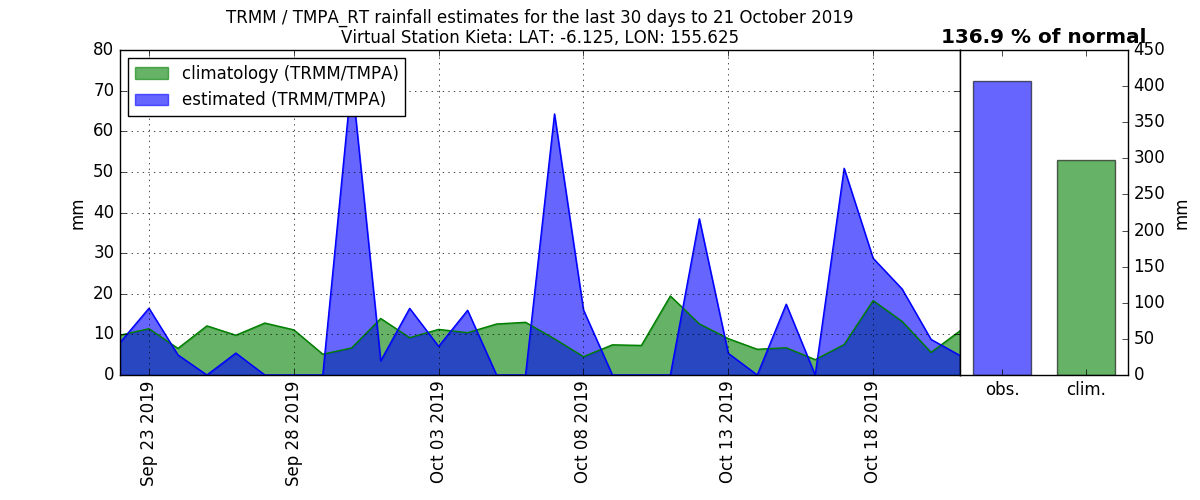 TRMM / TMPA_RT rainfall estimates for the last 30 days to 21 October 2019
Virtual Station Kieta: LAT: -6.125, LON: 155.625
136.9 % of normal
climatology (TRMM/TMPA)
estimated (TRMM/TMPA)
80
70
60
50
40
30
20
10
0
mm
Sep 23 2019
Sep 28 2019
Oct 03 2019
Oct 08 2019
Oct 13 2019
Oct 18 2019
450
400
350
300
250
200
150
100
50
0
mm
obs.
clim.